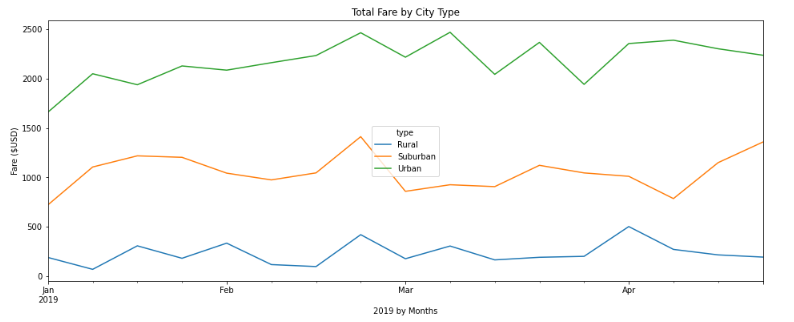 Total Fare by City Type
Fare ($USD)
2500
2000
1500
1000
500
0
type
Rural
Suburban
Urban
Jan
2019
Feb
Mar
Apr
2019 by Months